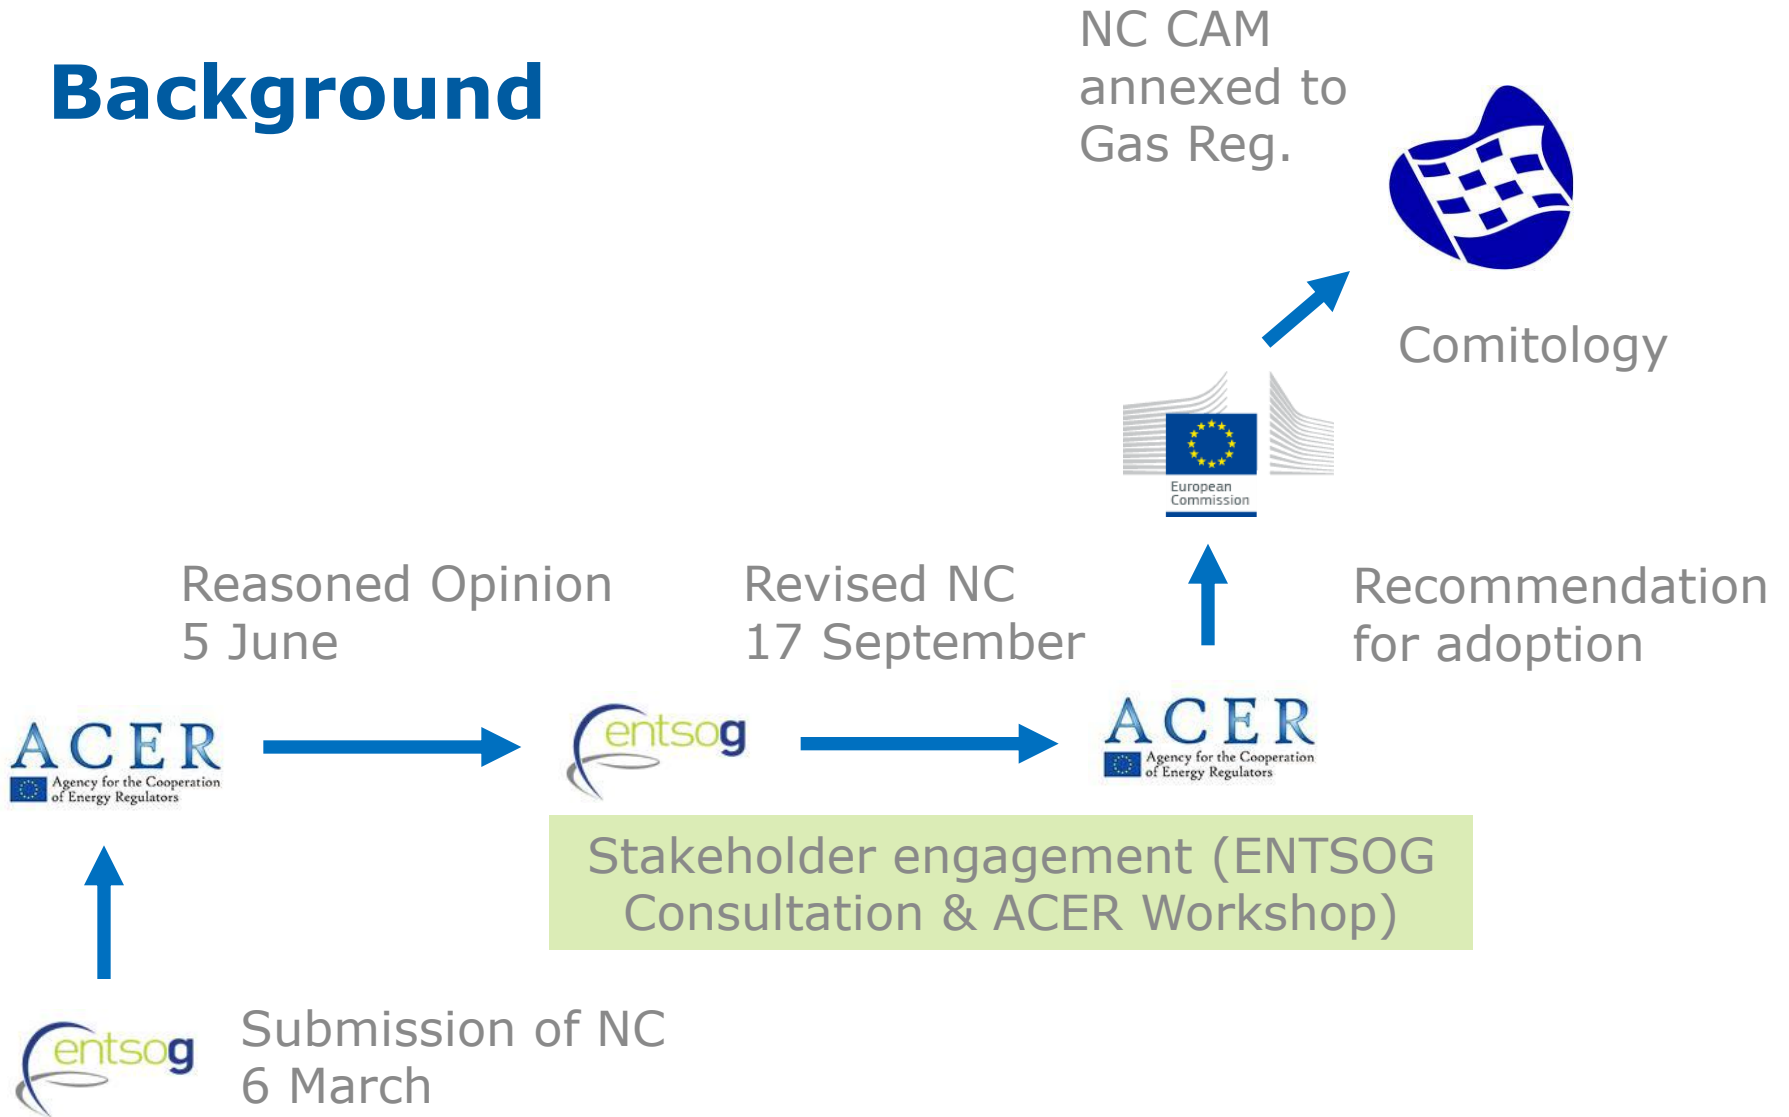 Background
NC CAM
annexed to
Gas Reg.
Comitology
European
Commission
Reasoned Opinion
5 June
Revised NC
17 September
Recommendation
for adoption
ACER
Agency for the Cooperation
of Energy Regulators
entsog
ACER
Agency for the Cooperation
of Energy Regulators
Stakeholder engagement (ENTSOG
Consultation & ACER Workshop)
entsog
Submission of NC
6 March